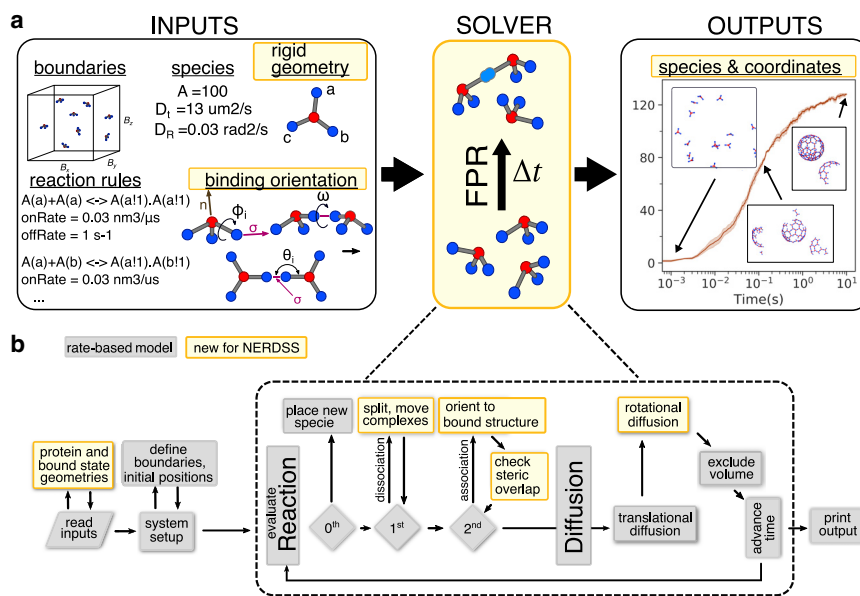 a
INPUTS
SOLVER
OUTPUTS
boundaries
Bx
By
Bz
species
A =100
Dt =13 um2/s
DR =0.03 rad2/s
rigid
geometry
a
c
b
reaction rules
A(a)+A(a) <-> A(a!1).A(a!1)
onRate = 0.03 nm3/μs
offRate = 1 s-1
A(a)+A(b) <-> A(a!1).A(b!1)
onRate = 0.03 nm3/us
...
binding orientation
n
ϕi
σ
ω
θi
σ
FPR
Δt
species & coordinates
120
80
40
0
10⁻³
10⁻²
10⁻¹
10⁰
10¹
Time(s)
b
rate-based model
new for NERDSS
protein and
bound state
geometries
define
boundaries,
initial positions
read
inputs
system
setup
place new
specie
split, move
complexes
orient to
bound structure
check
steric
overlap
dissociation
association
evaluate
Reaction
0th
1st
2nd
Diffusion
rotational
diffusion
translational
diffusion
exclude
volume
advance
time
print
output